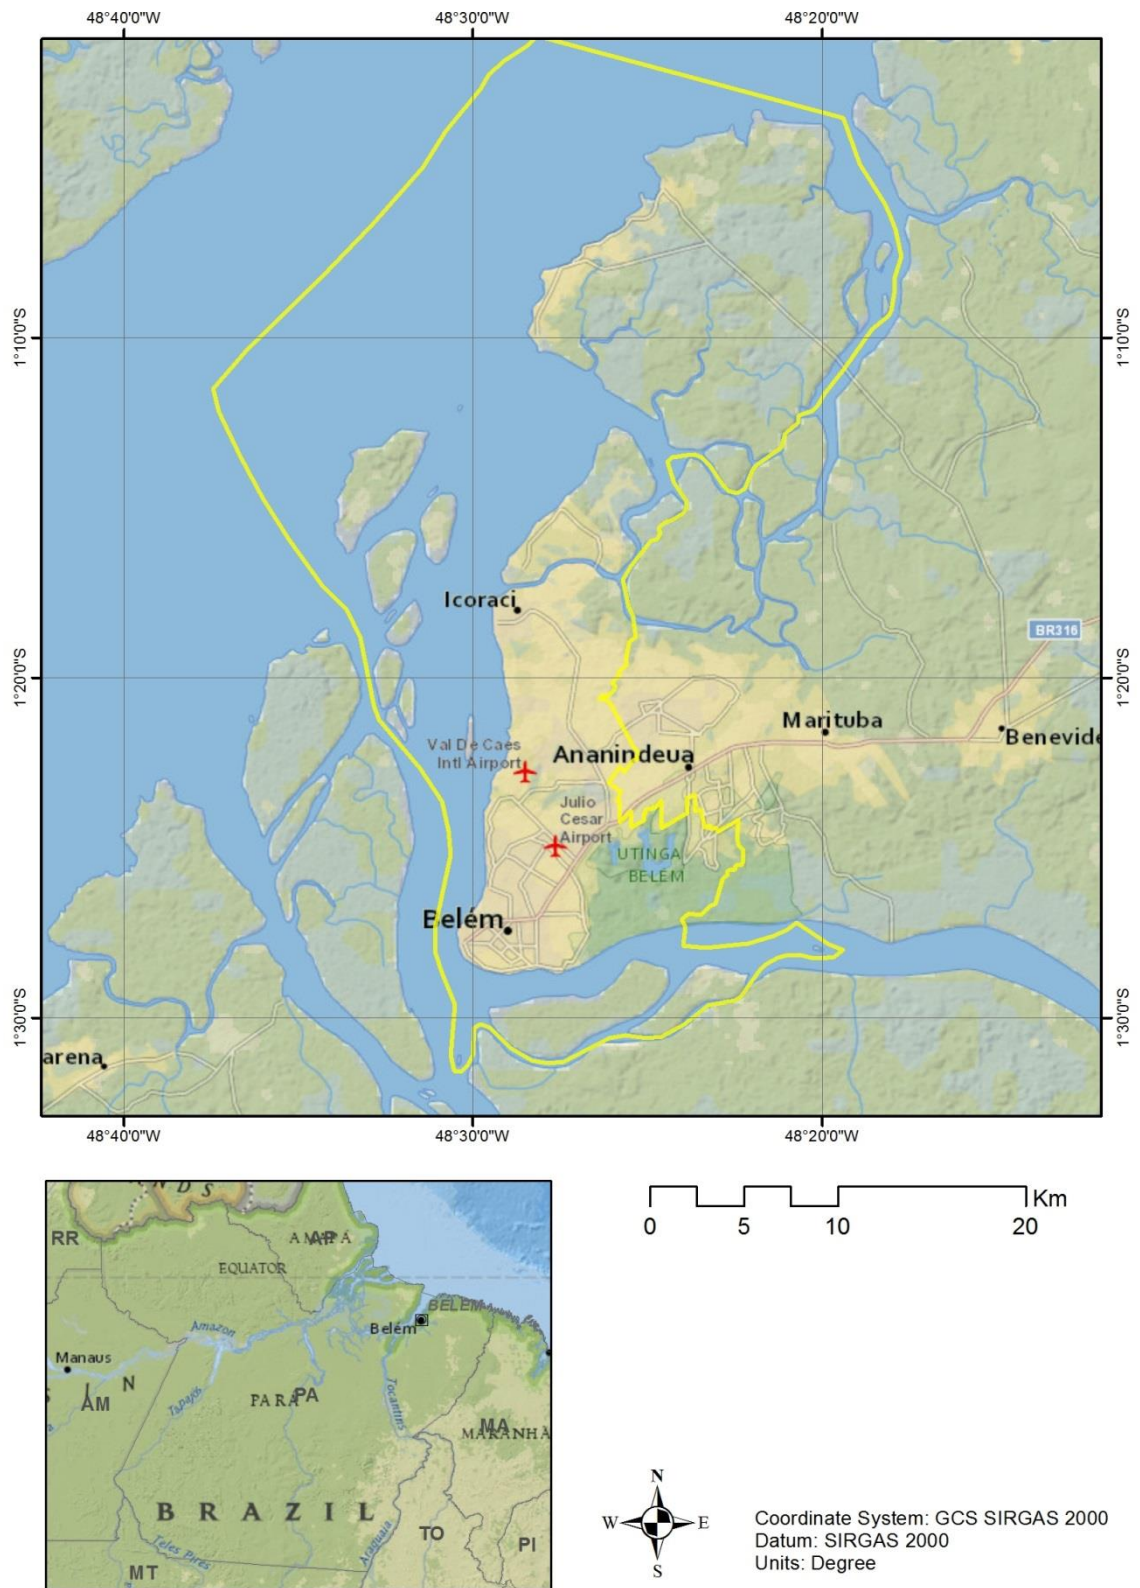 48°40'0"W
48°30'0"W
48°20'0"W
1°10'0"S
1°10'0"S
Icoraci
BR316
1°20'0"S
1°20'0"S
Marituba
Benevide
Val De Caes
Intl Airport
Ananindeua
Julio
Cesar
Airport
UTINGA
BELÉM
Belém
1°30'0"S
1°30'0"S
arena
48°40'0"W
48°30'0"W
48°20'0"W
N D S
RR
AMAPÁ
AP
EQUATOR
BELEM
Belém
Amazon
Manaus
I N
AM
Tapajós
PARÁ
PA
Tocantins
MA
MARANHÃ
BRAZIL
Araguaia
TO
PI
Teles Pires
MT
Km
0 5 10 20
N
W E
S
Coordinate System: GCS SIRGAS 2000
Datum: SIRGAS 2000
Units: Degree